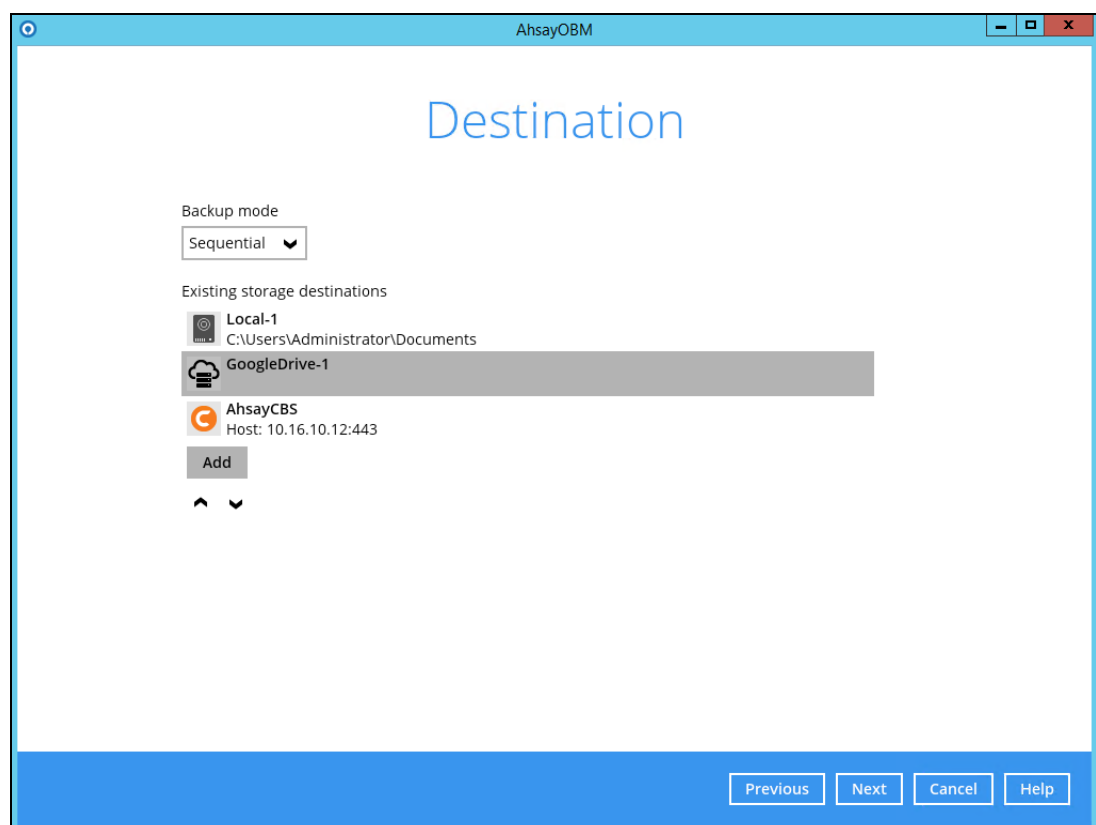 AhsayOBM
Destination
Backup mode
Sequential
Existing storage destinations
Local-1
C:\Users\Administrator\Documents
GoogleDrive-1
AhsayCBS
Host: 10.16.10.12:443
Add
Previous Next Cancel Help